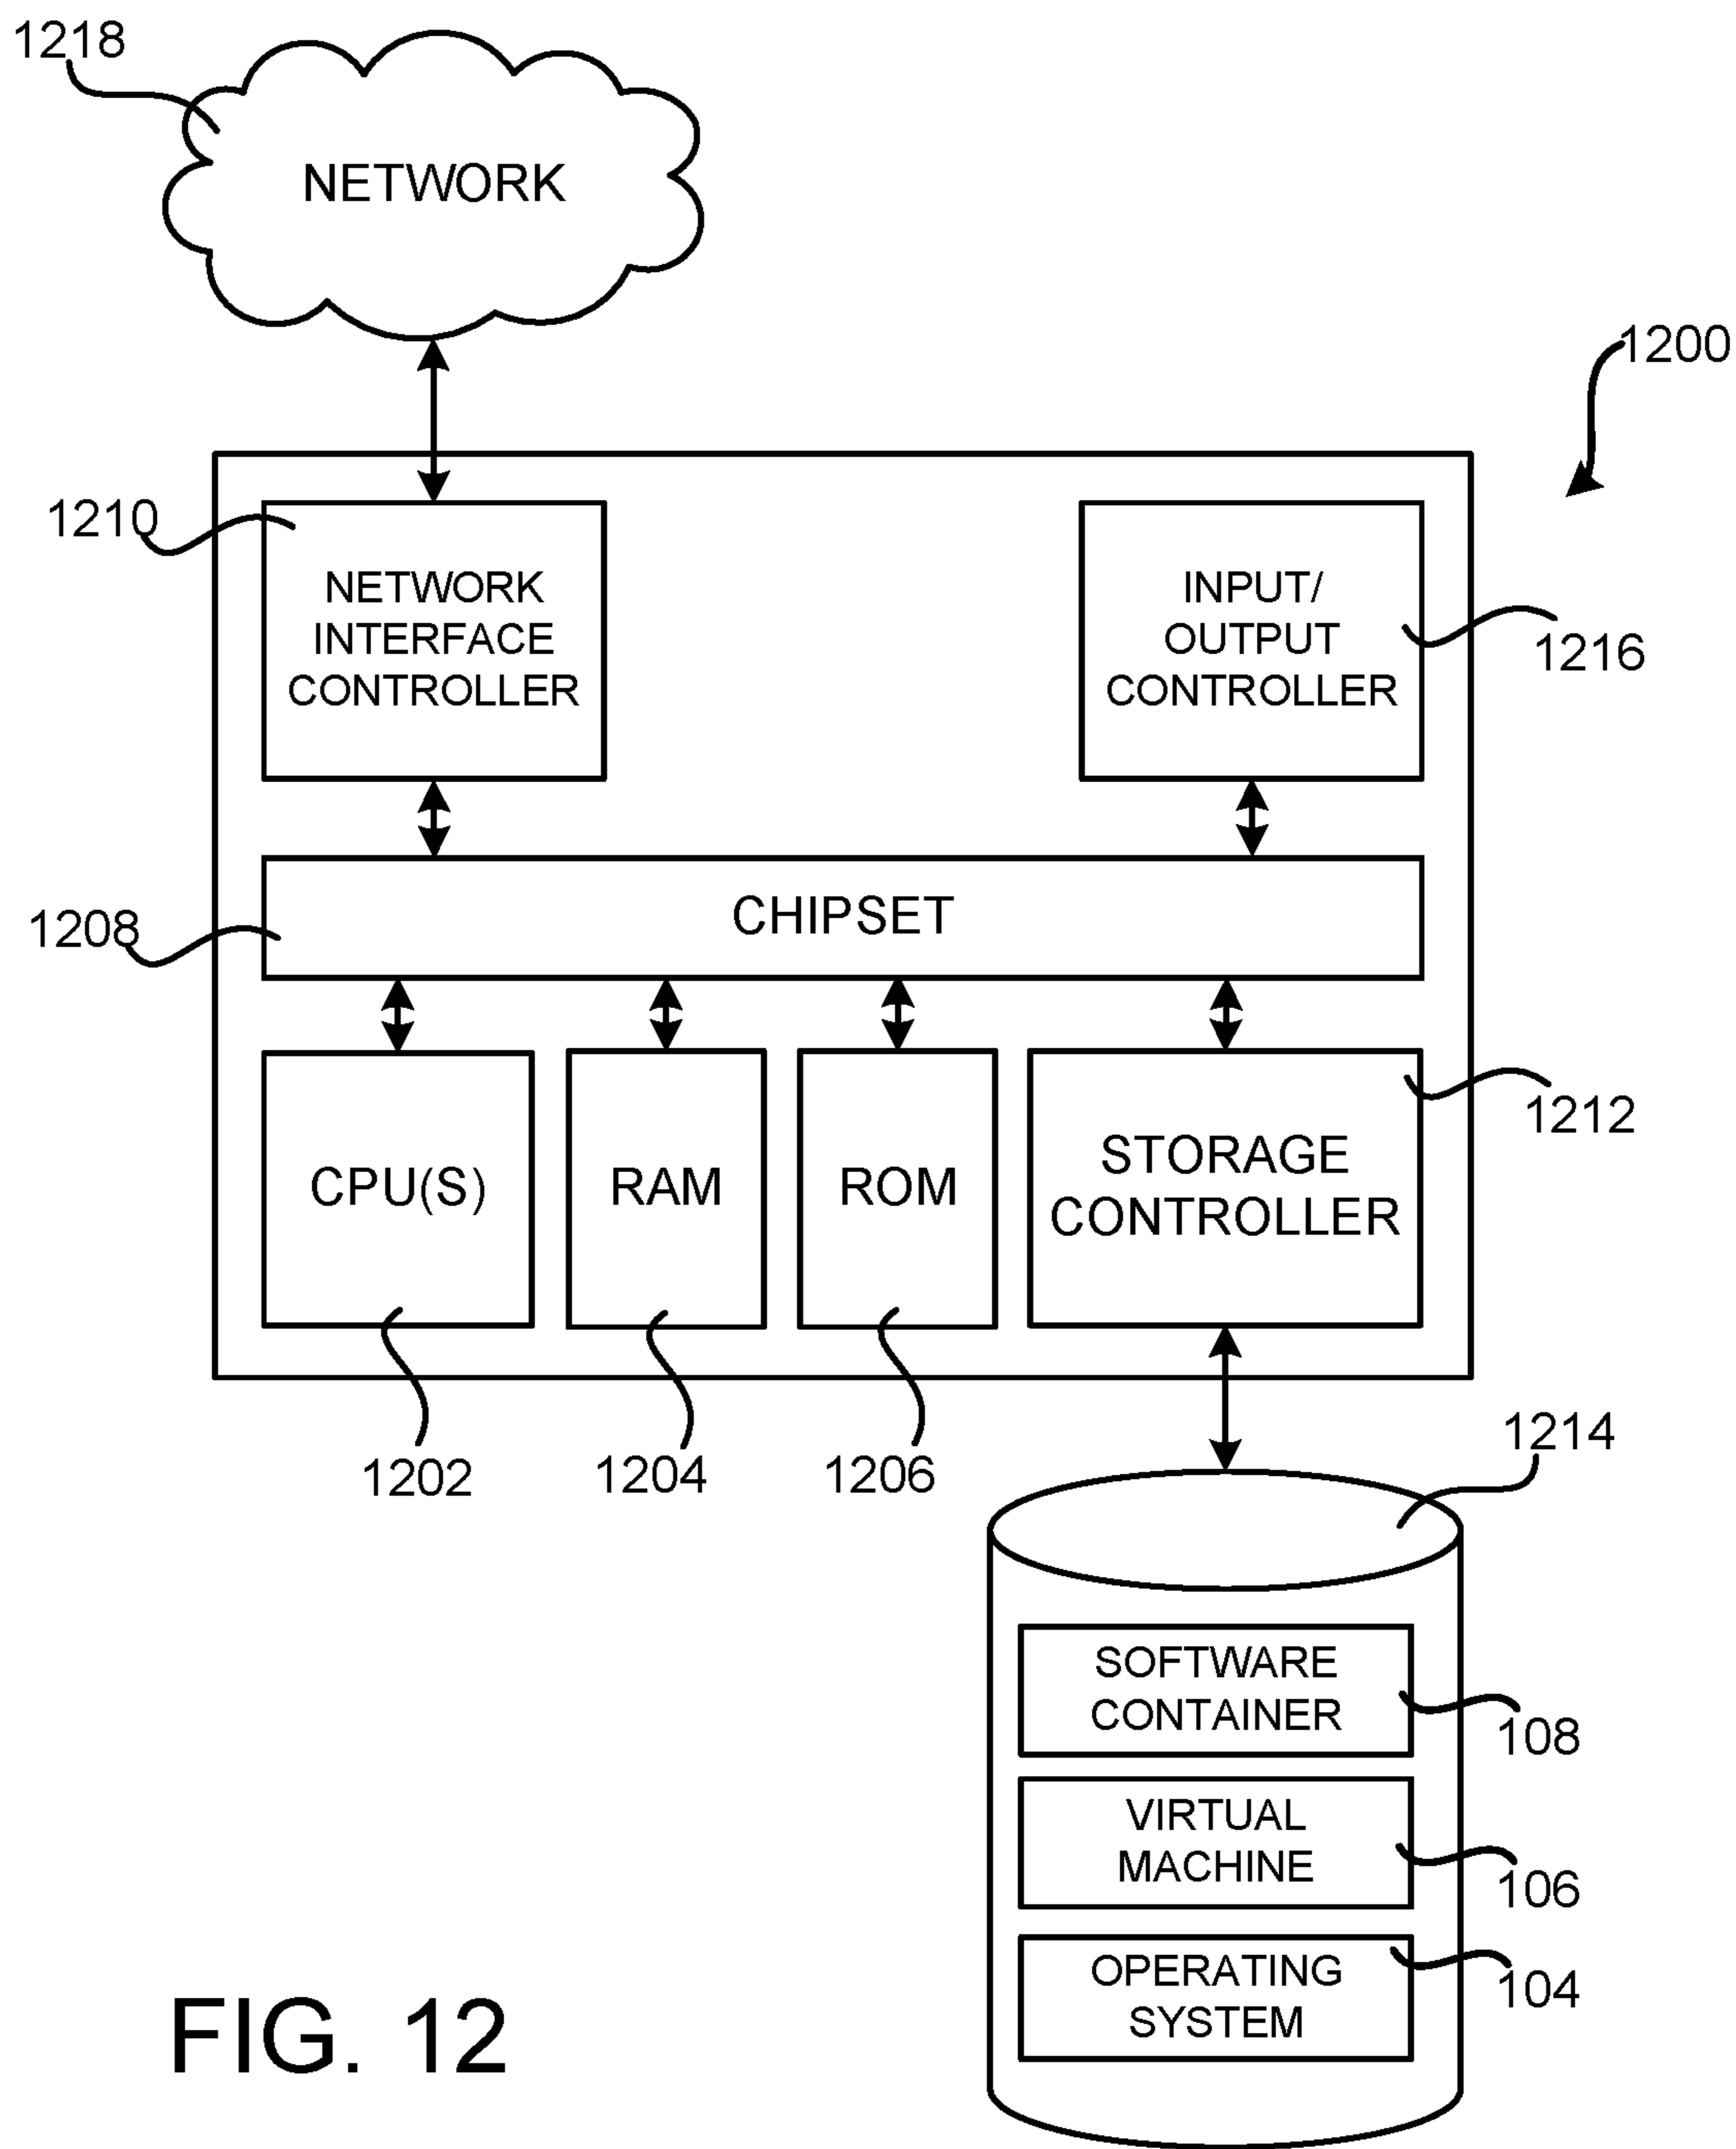 1218
NETWORK
1200
1210
NETWORK
INTERFACE
CONTROLLER
INPUT/
OUTPUT
CONTROLLER
1216
1208
CHIPSET
CPU(S)
RAM
ROM
STORAGE
CONTROLLER
1212
1202
1204
1206
1214
SOFTWARE
CONTAINER
108
VIRTUAL
MACHINE
106
OPERATING
SYSTEM
104
FIG. 12